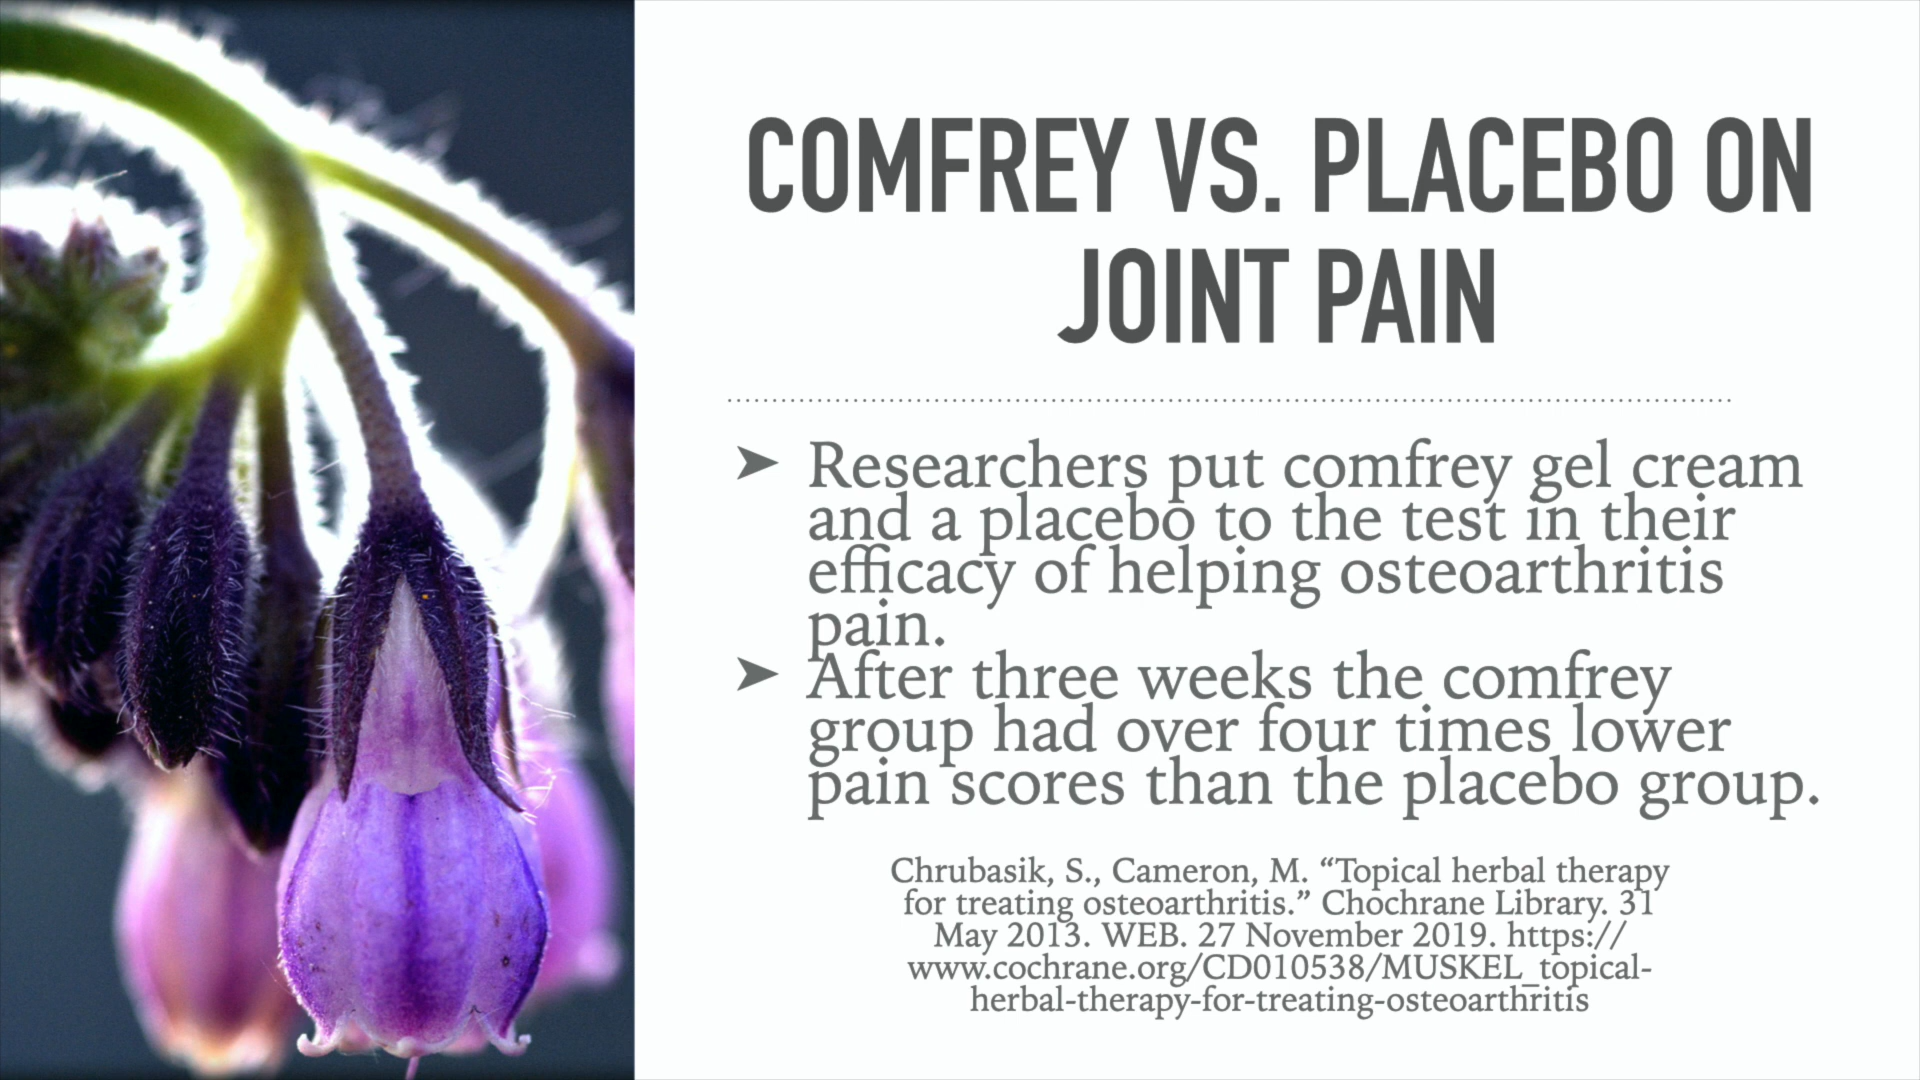 COMFREY VS. PLACEBO ON
JOINT PAIN
➤ Researchers put comfrey gel cream
and a placebo to the test in their
efficacy of helping osteoarthritis
pain.
➤ After three weeks the comfrey
group had over four times lower
pain scores than the placebo group.
Chrubasik, S., Cameron, M. “Topical herbal therapy
for treating osteoarthritis.” Chochrane Library. 31
May 2013. WEB. 27 November 2019. https://
www.cochrane.org/CD010538/MUSKEL_topical-
herbal-therapy-for-treating-osteoarthritis